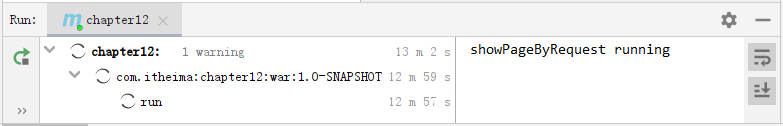 Run: chapter12
chapter12: 1 warning 13 m 2 s
com.itheima:chapter12:war:1.0-SNAPSHOT 12 m 59 s
run 12 m 57 s
showPageByRequest running